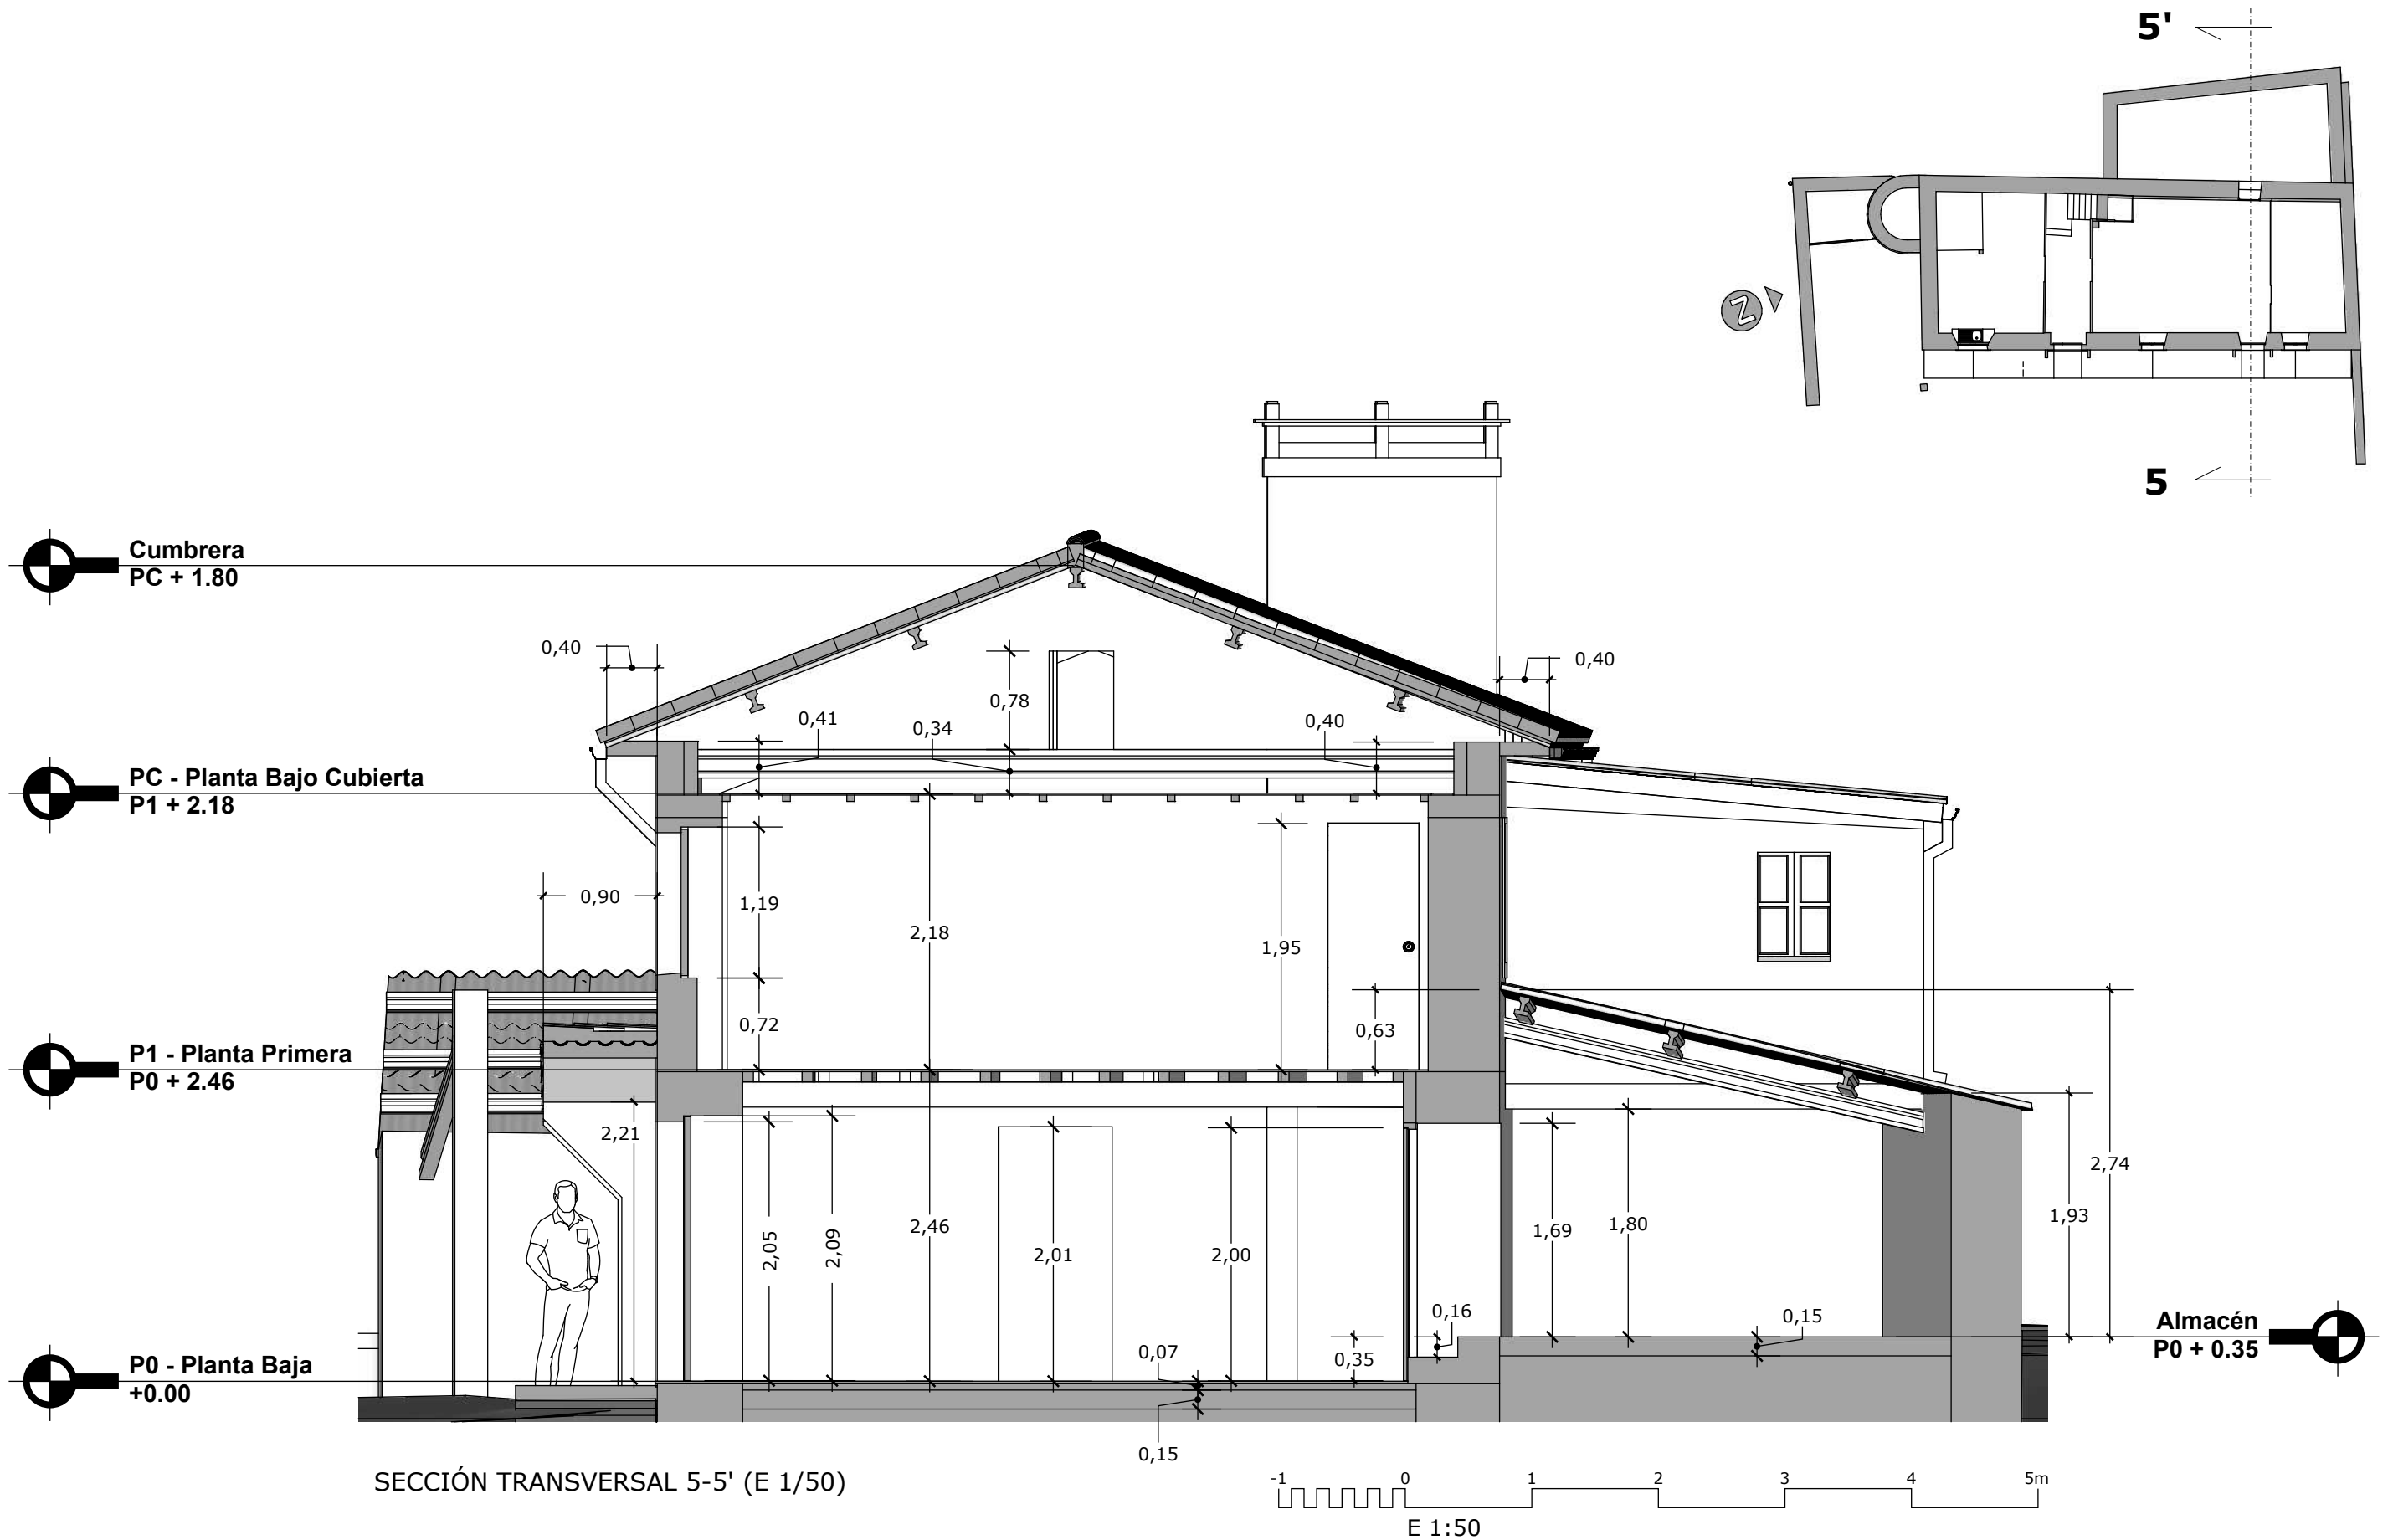 5'
5
Cumbrera
PC + 1.80
0,40
0,40
0,78
0,41
0,34
0,40
PC - Planta Bajo Cubierta
P1 + 2.18
0,90
1,19
2,18
1,95
0,72
0,63
P1 - Planta Primera
P0 + 2.46
2,21
2,74
1,93
2,05
2,09
2,46
2,01
2,00
1,69
1,80
0,16
0,15
0,07
0,35
Almacén
P0 + 0.35
P0 - Planta Baja
+0.00
0,15
SECCIÓN TRANSVERSAL 5-5' (E 1/50)
-1 0 1 2 3 4 5m
E 1:50
N